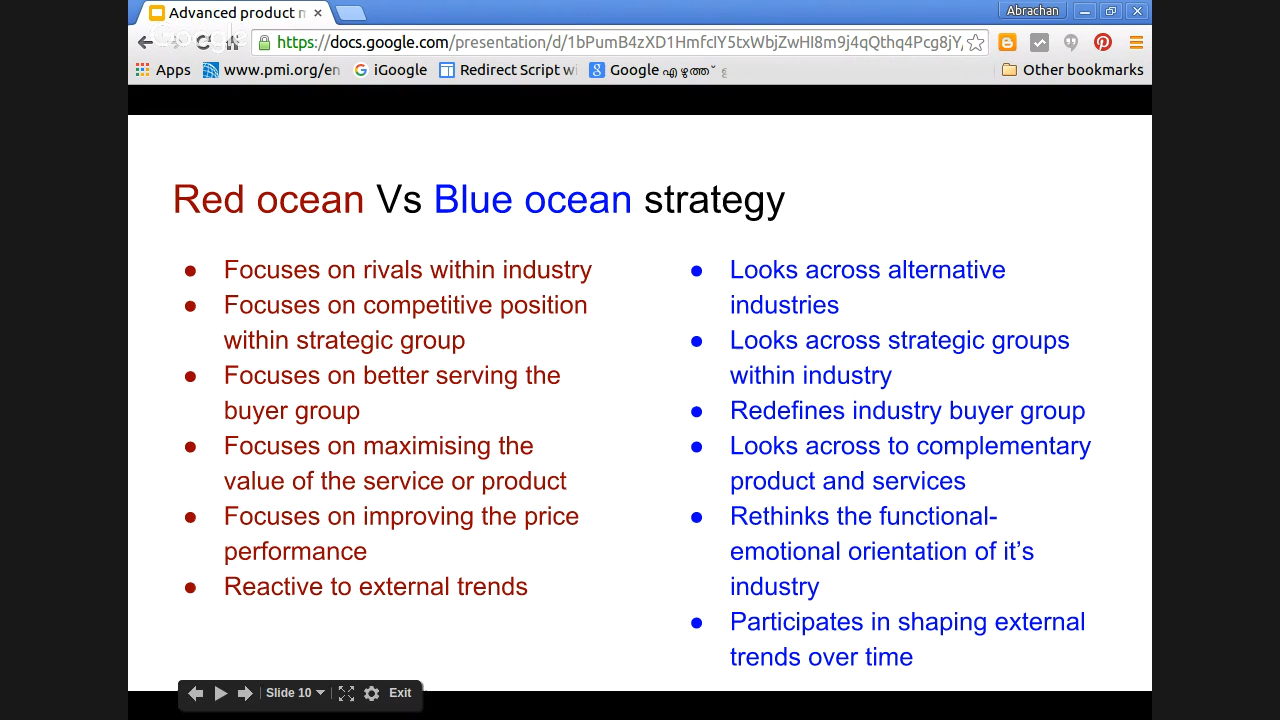 Advanced product m
Abrachan
Google
https://docs.google.com/presentation/d/1bPumB4zXD1HmfclY5txWbjZwHI8m9j4qQthq4Pcg8jY/
Apps
www.pmi.org/en
iGoogle
Redirect Script wi
Google എഴുത്ത്
Other bookmarks
Red ocean Vs Blue ocean strategy
● Focuses on rivals within industry
● Focuses on competitive position
within strategic group
● Focuses on better serving the
buyer group
● Focuses on maximising the
value of the service or product
● Focuses on improving the price
performance
● Reactive to external trends
● Looks across alternative
industries
● Looks across strategic groups
within industry
● Redefines industry buyer group
● Looks across to complementary
product and services
● Rethinks the functional-
emotional orientation of it’s
industry
● Participates in shaping external
trends over time
Slide 10
Exit